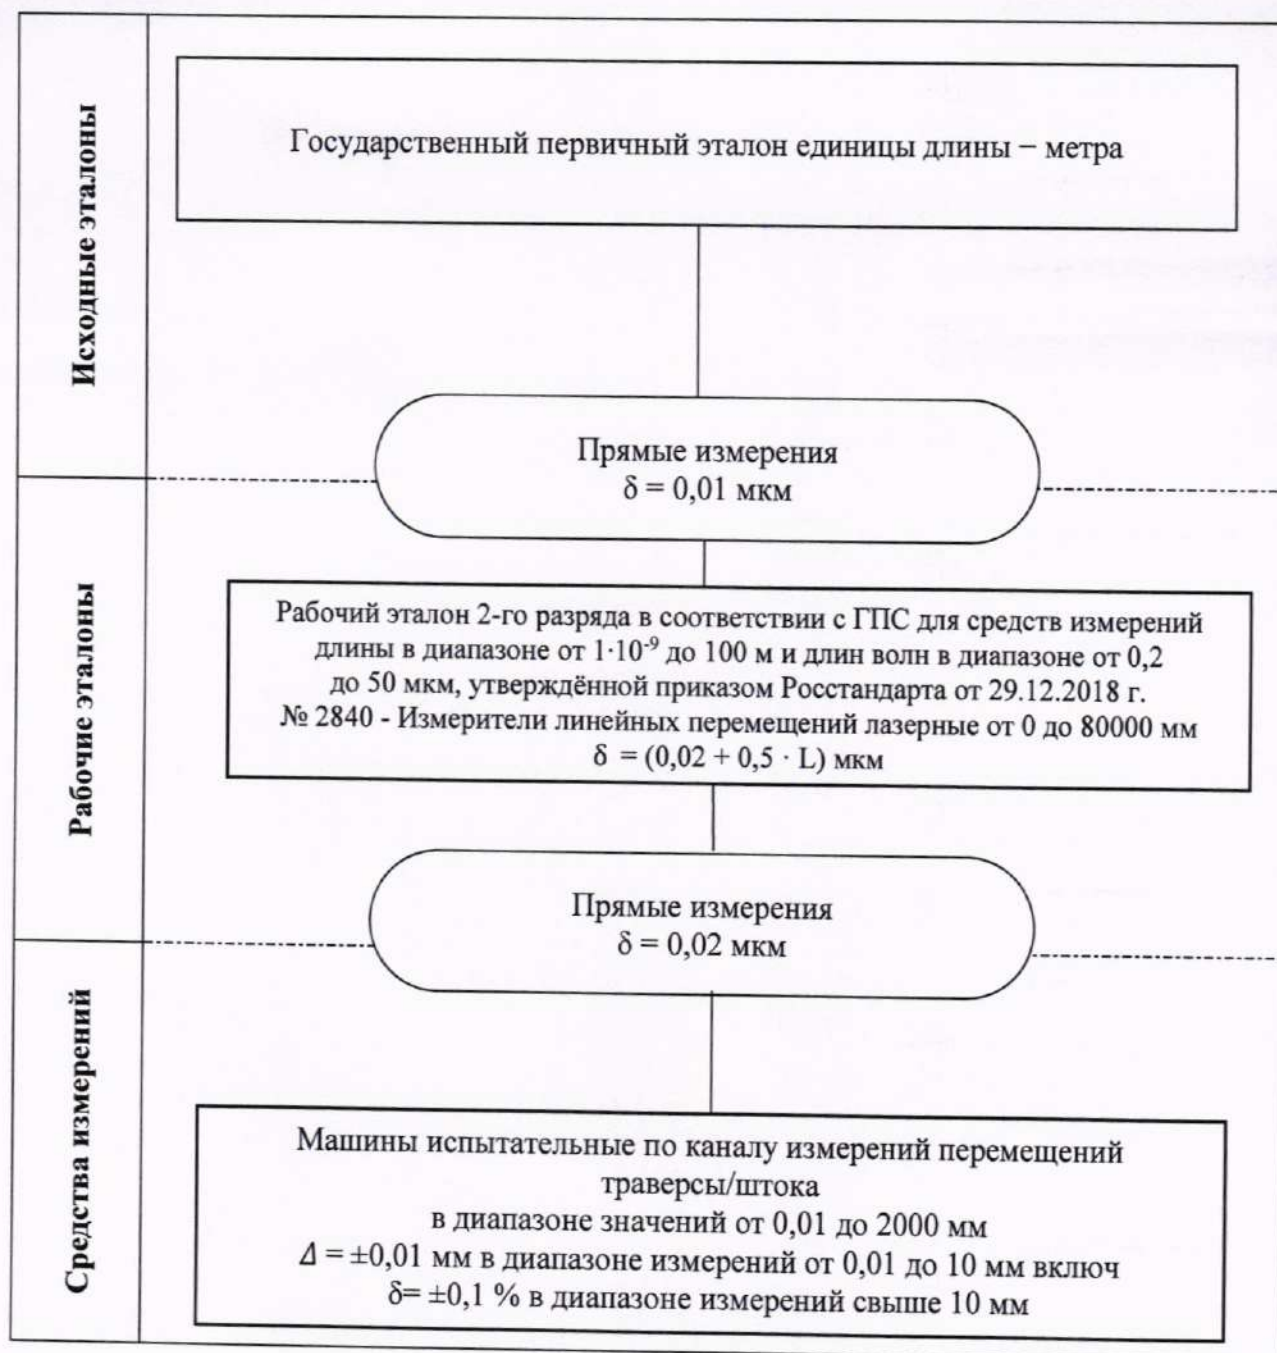 Исходные эталоны
Государственный первичный эталон единицы длины − метра
Прямые измерения
δ = 0,01 мкм
Рабочие эталоны
Рабочий эталон 2-го разряда в соответствии с ГПС для средств измерений
длины в диапазоне от 1·10⁻⁹ до 100 м и длин волн в диапазоне от 0,2
до 50 мкм, утверждённой приказом Росстандарта от 29.12.2018 г.
№ 2840 - Измерители линейных перемещений лазерные от 0 до 80000 мм
δ = (0,02 + 0,5 · L) мкм
Прямые измерения
δ = 0,02 мкм
Средства измерений
Машины испытательные по каналу измерений перемещений
траверсы/штока
в диапазоне значений от 0,01 до 2000 мм
Δ = ±0,01 мм в диапазоне измерений от 0,01 до 10 мм включ
δ= ±0,1 % в диапазоне измерений свыше 10 мм